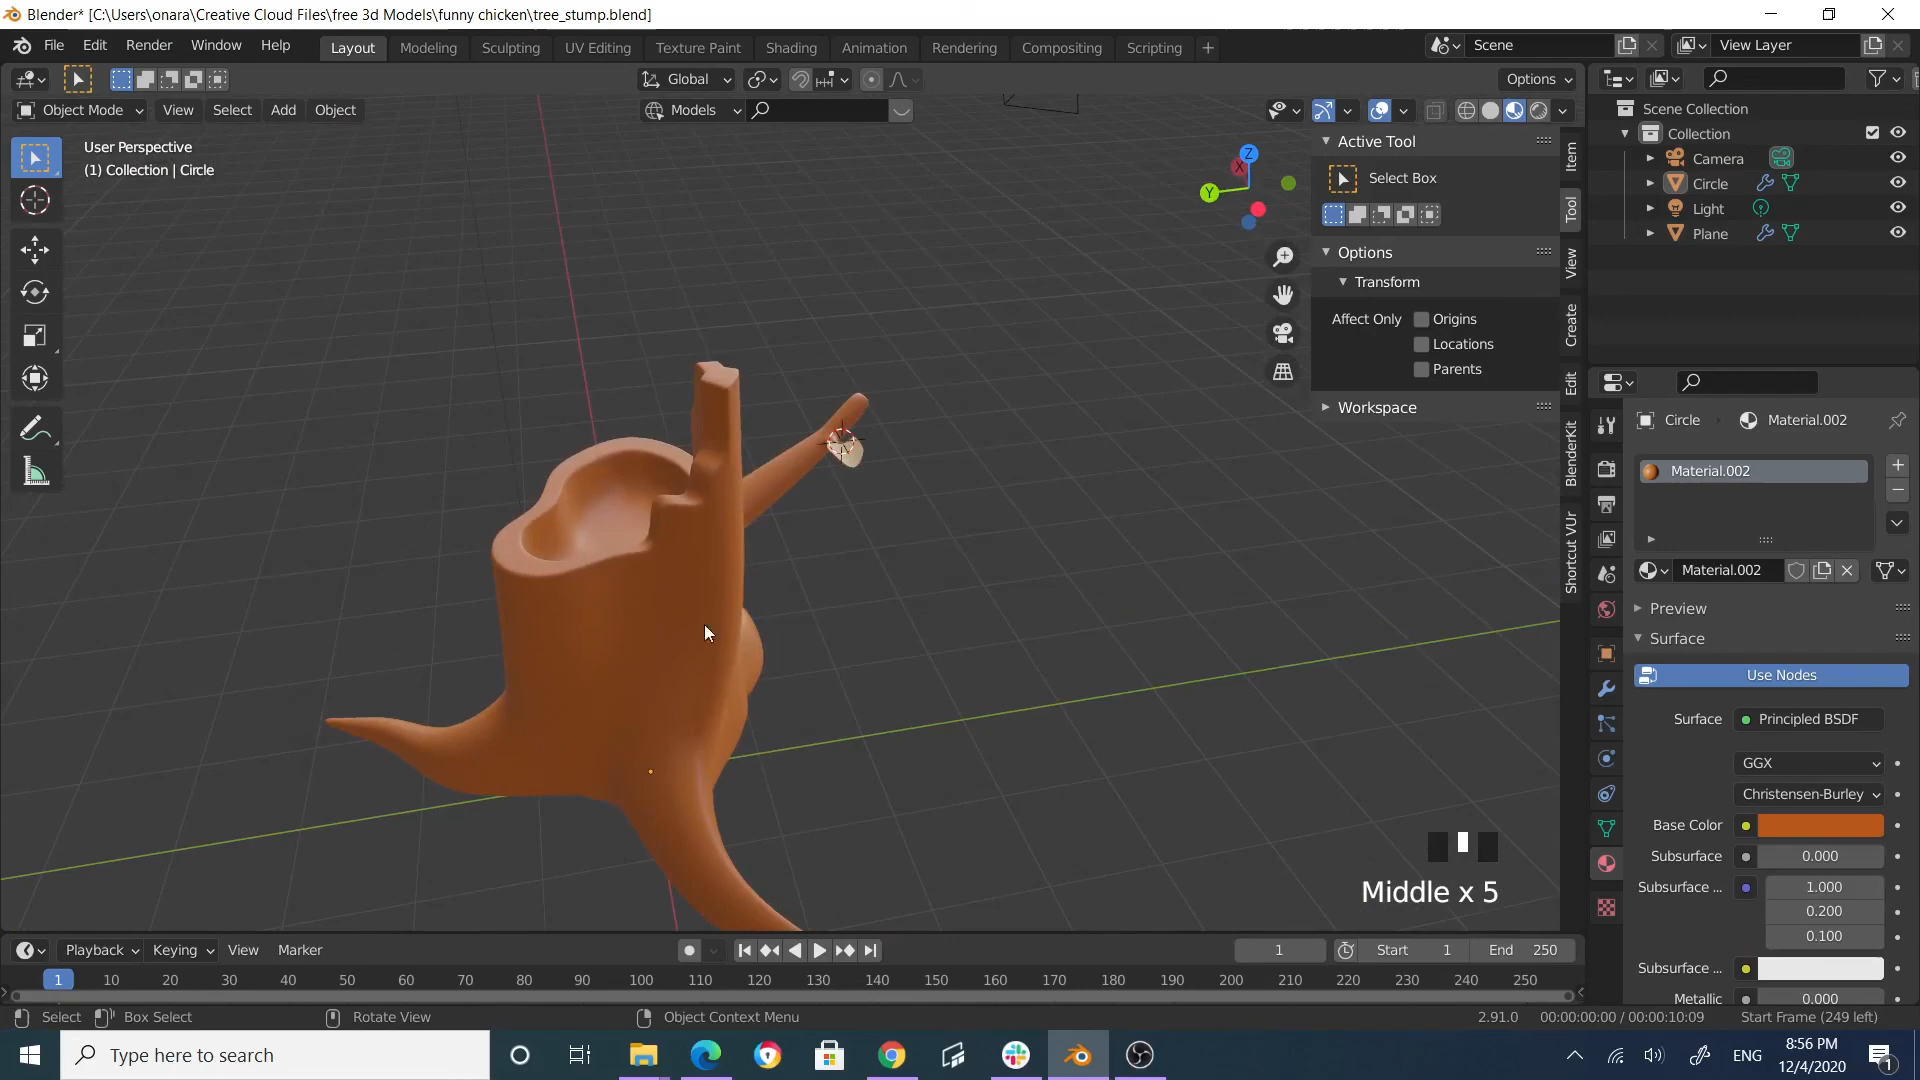 Blender* [C:\Users\onara\Creative Cloud Files\free 3d Models\funny chicken\tree_stump.blend]
File Edit Render Window Help Layout Modeling Sculpting UV Editing Texture Paint Shading Animation Rendering Compositing Scripting + Scene View Layer
Global Options
Object Mode View Select Add Object Models
User Perspective
(1) Collection | Circle
Z
X
Y
Active Tool
Select Box
Options
Transform
Affect Only Origins
Locations
Parents
Workspace
Item
Tool
View
Create
Edit
BlenderKit
Shortcut VUr
Scene Collection
Collection
Camera
Circle
Light
Plane
Circle Material.002
Material.002
Material.002
Preview
Surface
Use Nodes
Surface Principled BSDF
GGX
Christensen-Burley
Base Color
Subsurface 0.000
Subsurface ... 1.000
0.200
0.100
Subsurface ...
Metallic 0.000
Middle x 5
Playback Keying View Marker 1 Start 1 End 250
1 10 20 30 40 50 60 70 80 90 100 110 120 130 140 150 160 170 180 190 200 210 220 230 240 250
Select Box Select Rotate View Object Context Menu 2.91.0 00:00:00:00 / 00:00:10:09 Start Frame (249 left)
Type here to search
ENG
8:56 PM
12/4/2020
1